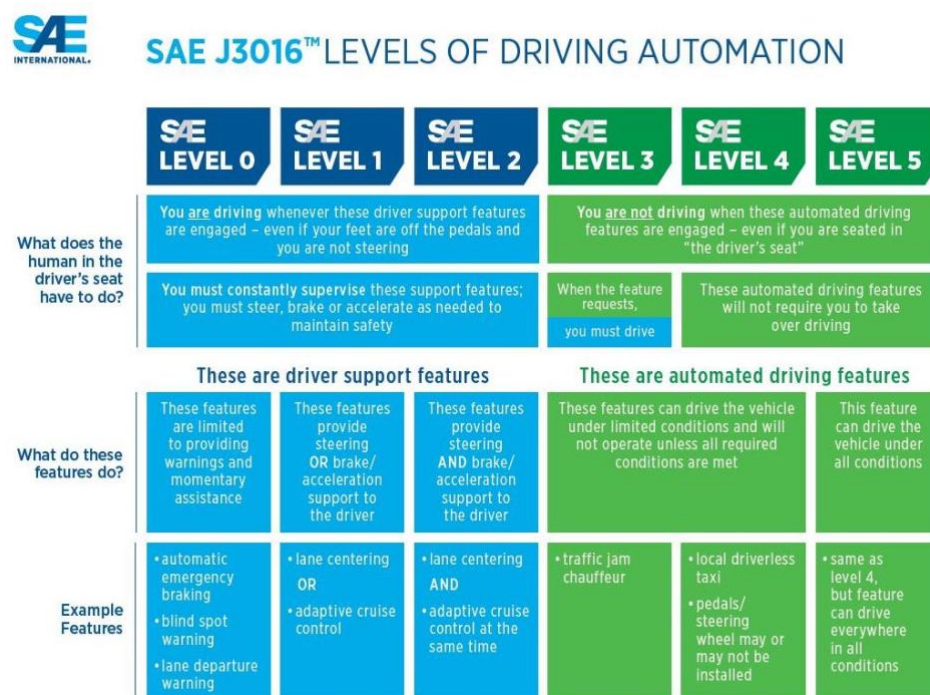 SAE
INTERNATIONAL®
SAE J3016™ LEVELS OF DRIVING AUTOMATION
SAE
LEVEL 0
SAE
LEVEL 1
SAE
LEVEL 2
SAE
LEVEL 3
SAE
LEVEL 4
SAE
LEVEL 5
What does the
human in the
driver's seat
have to do?
You are driving whenever these driver support features
are engaged – even if your feet are off the pedals and
you are not steering
You are not driving when these automated driving
features are engaged – even if you are seated in
"the driver's seat"
You must constantly supervise these support features;
you must steer, brake or accelerate as needed to
maintain safety
When the feature
requests,
you must drive
These automated driving features
will not require you to take
over driving
These are driver support features
These are automated driving features
What do these
features do?
These features
are limited
to providing
warnings and
momentary
assistance
These features
provide
steering
OR brake/
acceleration
support to
the driver
These features
provide
steering
AND brake/
acceleration
support to
the driver
These features can drive the vehicle
under limited conditions and will
not operate unless all required
conditions are met
This feature
can drive the
vehicle under
all conditions
Example
Features
• automatic
emergency
braking
• blind spot
warning
• lane departure
warning
• lane centering
OR
• adaptive cruise
control
• lane centering
AND
• adaptive cruise
control at the
same time
• traffic jam
chauffeur
• local driverless
taxi
• pedals/
steering
wheel may or
may not be
installed
• same as
level 4,
but feature
can drive
everywhere
in all
conditions